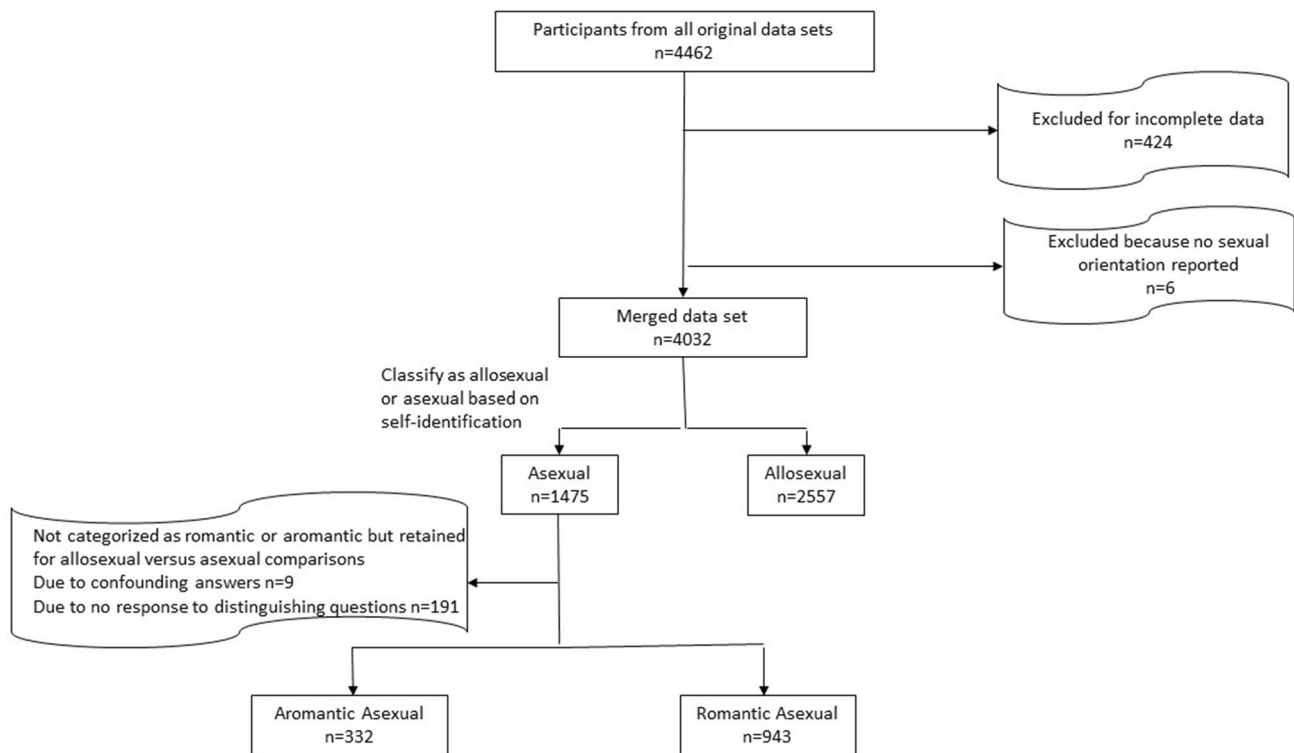 Participants from all original data sets
n=4462
Excluded for incomplete data
n=424
Excluded because no sexual
orientation reported
n=6
Merged data set
n=4032
Classify as allosexual
or asexual based on
self-identification
Asexual
n=1475
Allosexual
n=2557
Not categorized as romantic or aromantic but retained
for allosexual versus asexual comparisons
Due to confounding answers n=9
Due to no response to distinguishing questions n=191
Aromantic Asexual
n=332
Romantic Asexual
n=943